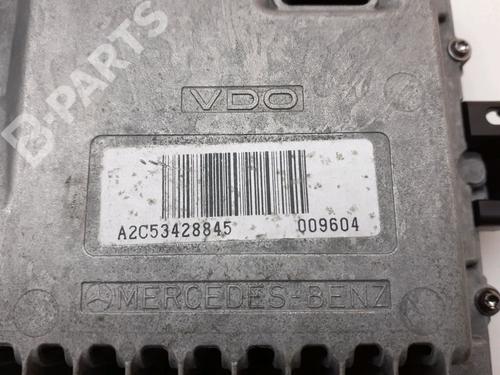 B-PARTS
VDO
A2C53428845 009604
MERCEDES-BENZ